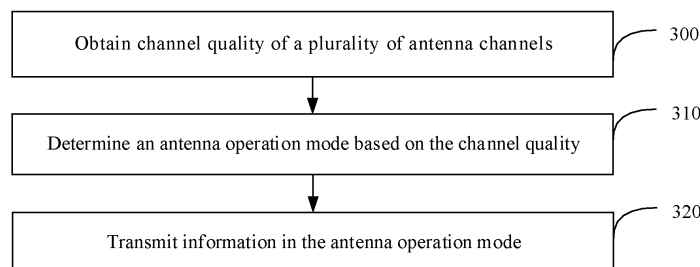 Obtain channel quality of a plurality of antenna channels
300
Determine an antenna operation mode based on the channel quality
310
Transmit information in the antenna operation mode
320